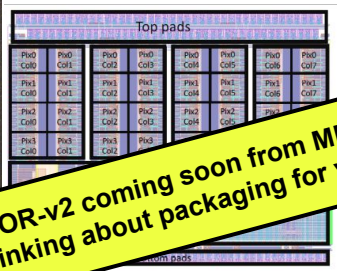 Top pads
Pix0 Pix0 Pix0 Pix0 Pix0 Pix0 Pix0 Pix0
Col0 Col1 Col2 Col3 Col4 Col5 Col6 Col7
Pix1 Pix1 Pix1 Pix1 Pix1 Pix1 Pix1 Pix1
Col0 Col1 Col2 Col3 Col4 Col5 Col6 Col7
Pix2 Pix2 Pix2 Pix2 Pix2 Pix2
Col0 Col1 Col2 Col3 Col4 Col5
Pix3 Pix3 Pix3 Pix3
Col0 Col1 Col2
OR-v2 coming soon from M
inking about packaging for
pads